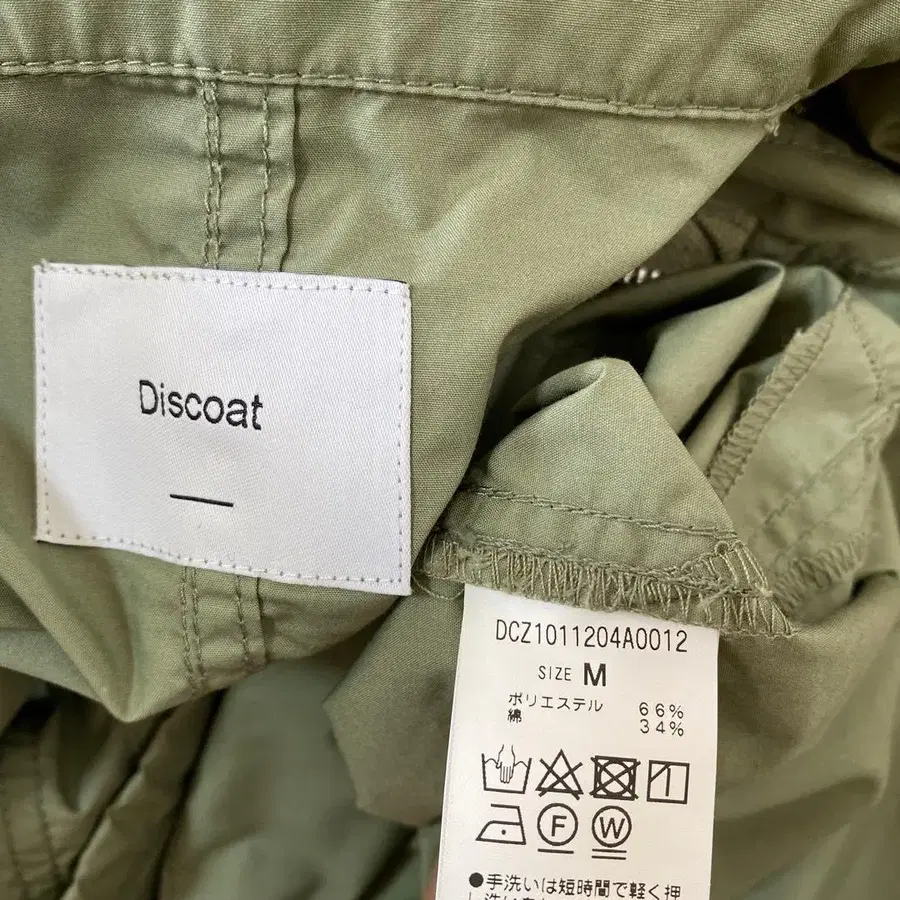 Discoat
DCZ1011204A0012
SIZE M
ポリエステル 66%
綿 34%
F W
●手洗いは短時間で軽く押